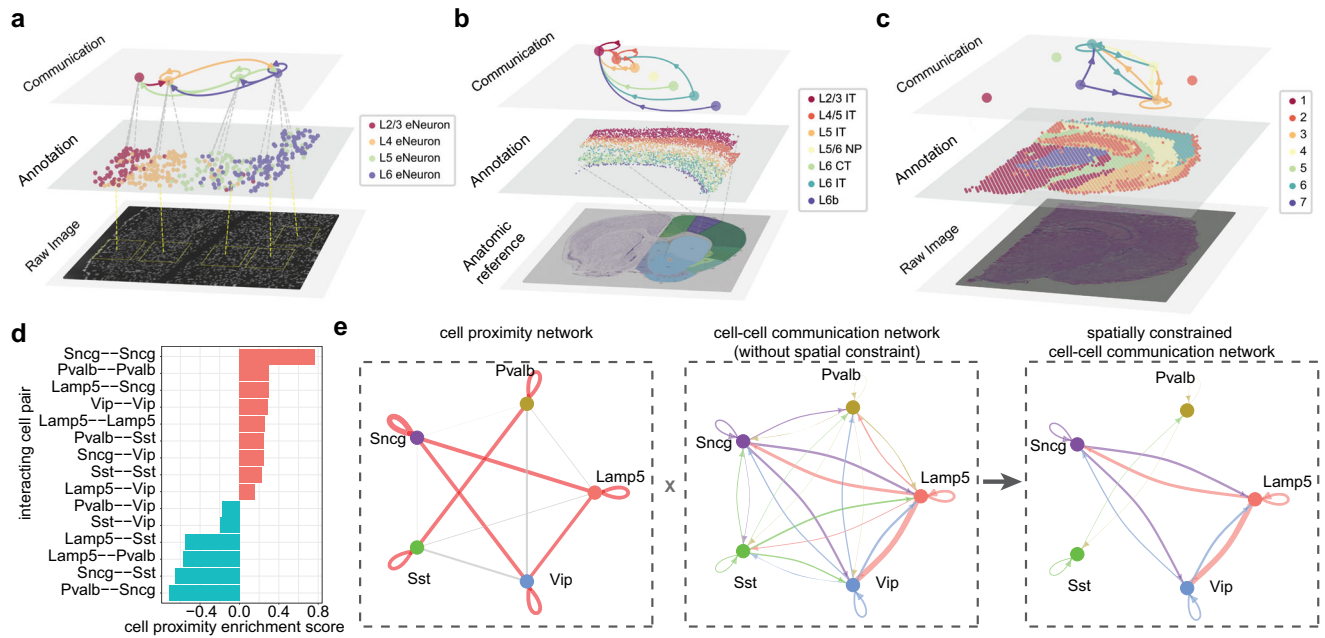 a
Communication
Annotation
Raw Image
L2/3 eNeuron
L4 eNeuron
L5 eNeuron
L6 eNeuron
b
Communication
Annotation
Anatomic
reference
L2/3 IT
L4/5 IT
L5 IT
L5/6 NP
L6 CT
L6 IT
L6b
c
Communication
Annotation
Raw Image
1
2
3
4
5
6
7
d
interacting cell pair
Sncg--Sncg
Pvalb--Pvalb
Lamp5--Sncg
Vip--Vip
Lamp5--Lamp5
Pvalb--Sst
Sncg--Vip
Sst--Sst
Lamp5--Vip
Pvalb--Vip
Sst--Vip
Lamp5--Sst
Lamp5--Pvalb
Sncg--Sst
Pvalb--Sncg
−0.4 0.0 0.4 0.8
cell proximity enrichment score
e
cell proximity network
Pvalb
Sncg
Lamp5
Sst
Vip
x
cell-cell communication network
(without spatial constraint)
Pvalb
Sncg
Lamp5
Sst
Vip
spatially constrained
cell-cell communication network
Pvalb
Sncg
Lamp5
Sst
Vip